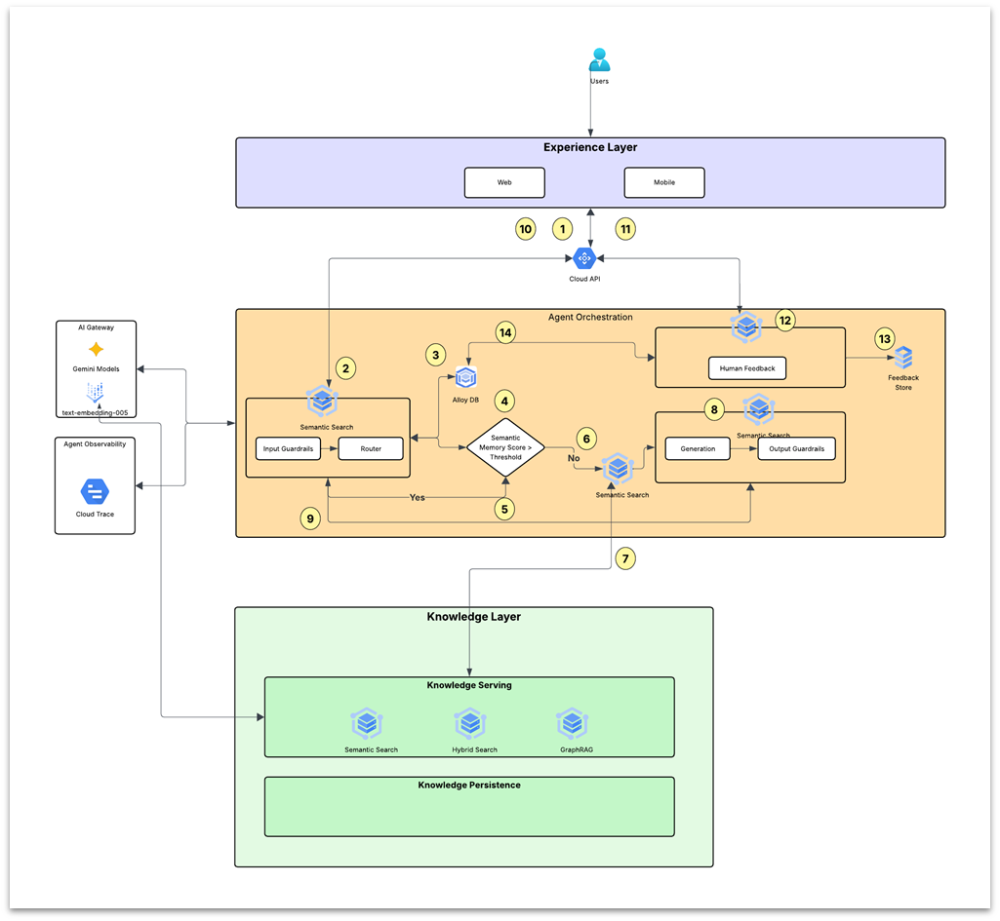 Users
Experience Layer
Web
Mobile
10
1
11
Cloud API
Agent Orchestration
12
14
13
AI Gateway
Gemini Models
text-embedding-005
Human Feedback
Feedback
Store
3
2
Alloy DB
4
8
Semantic Search
Input Guardrails
Router
Semantic
Memory Score >
Threshold
6
No
Semantic Search
Semantic Search
Generation
Output Guardrails
Agent Observability
Cloud Trace
Yes
5
9
7
Knowledge Layer
Knowledge Serving
Semantic Search
Hybrid Search
GraphRAG
Knowledge Persistence